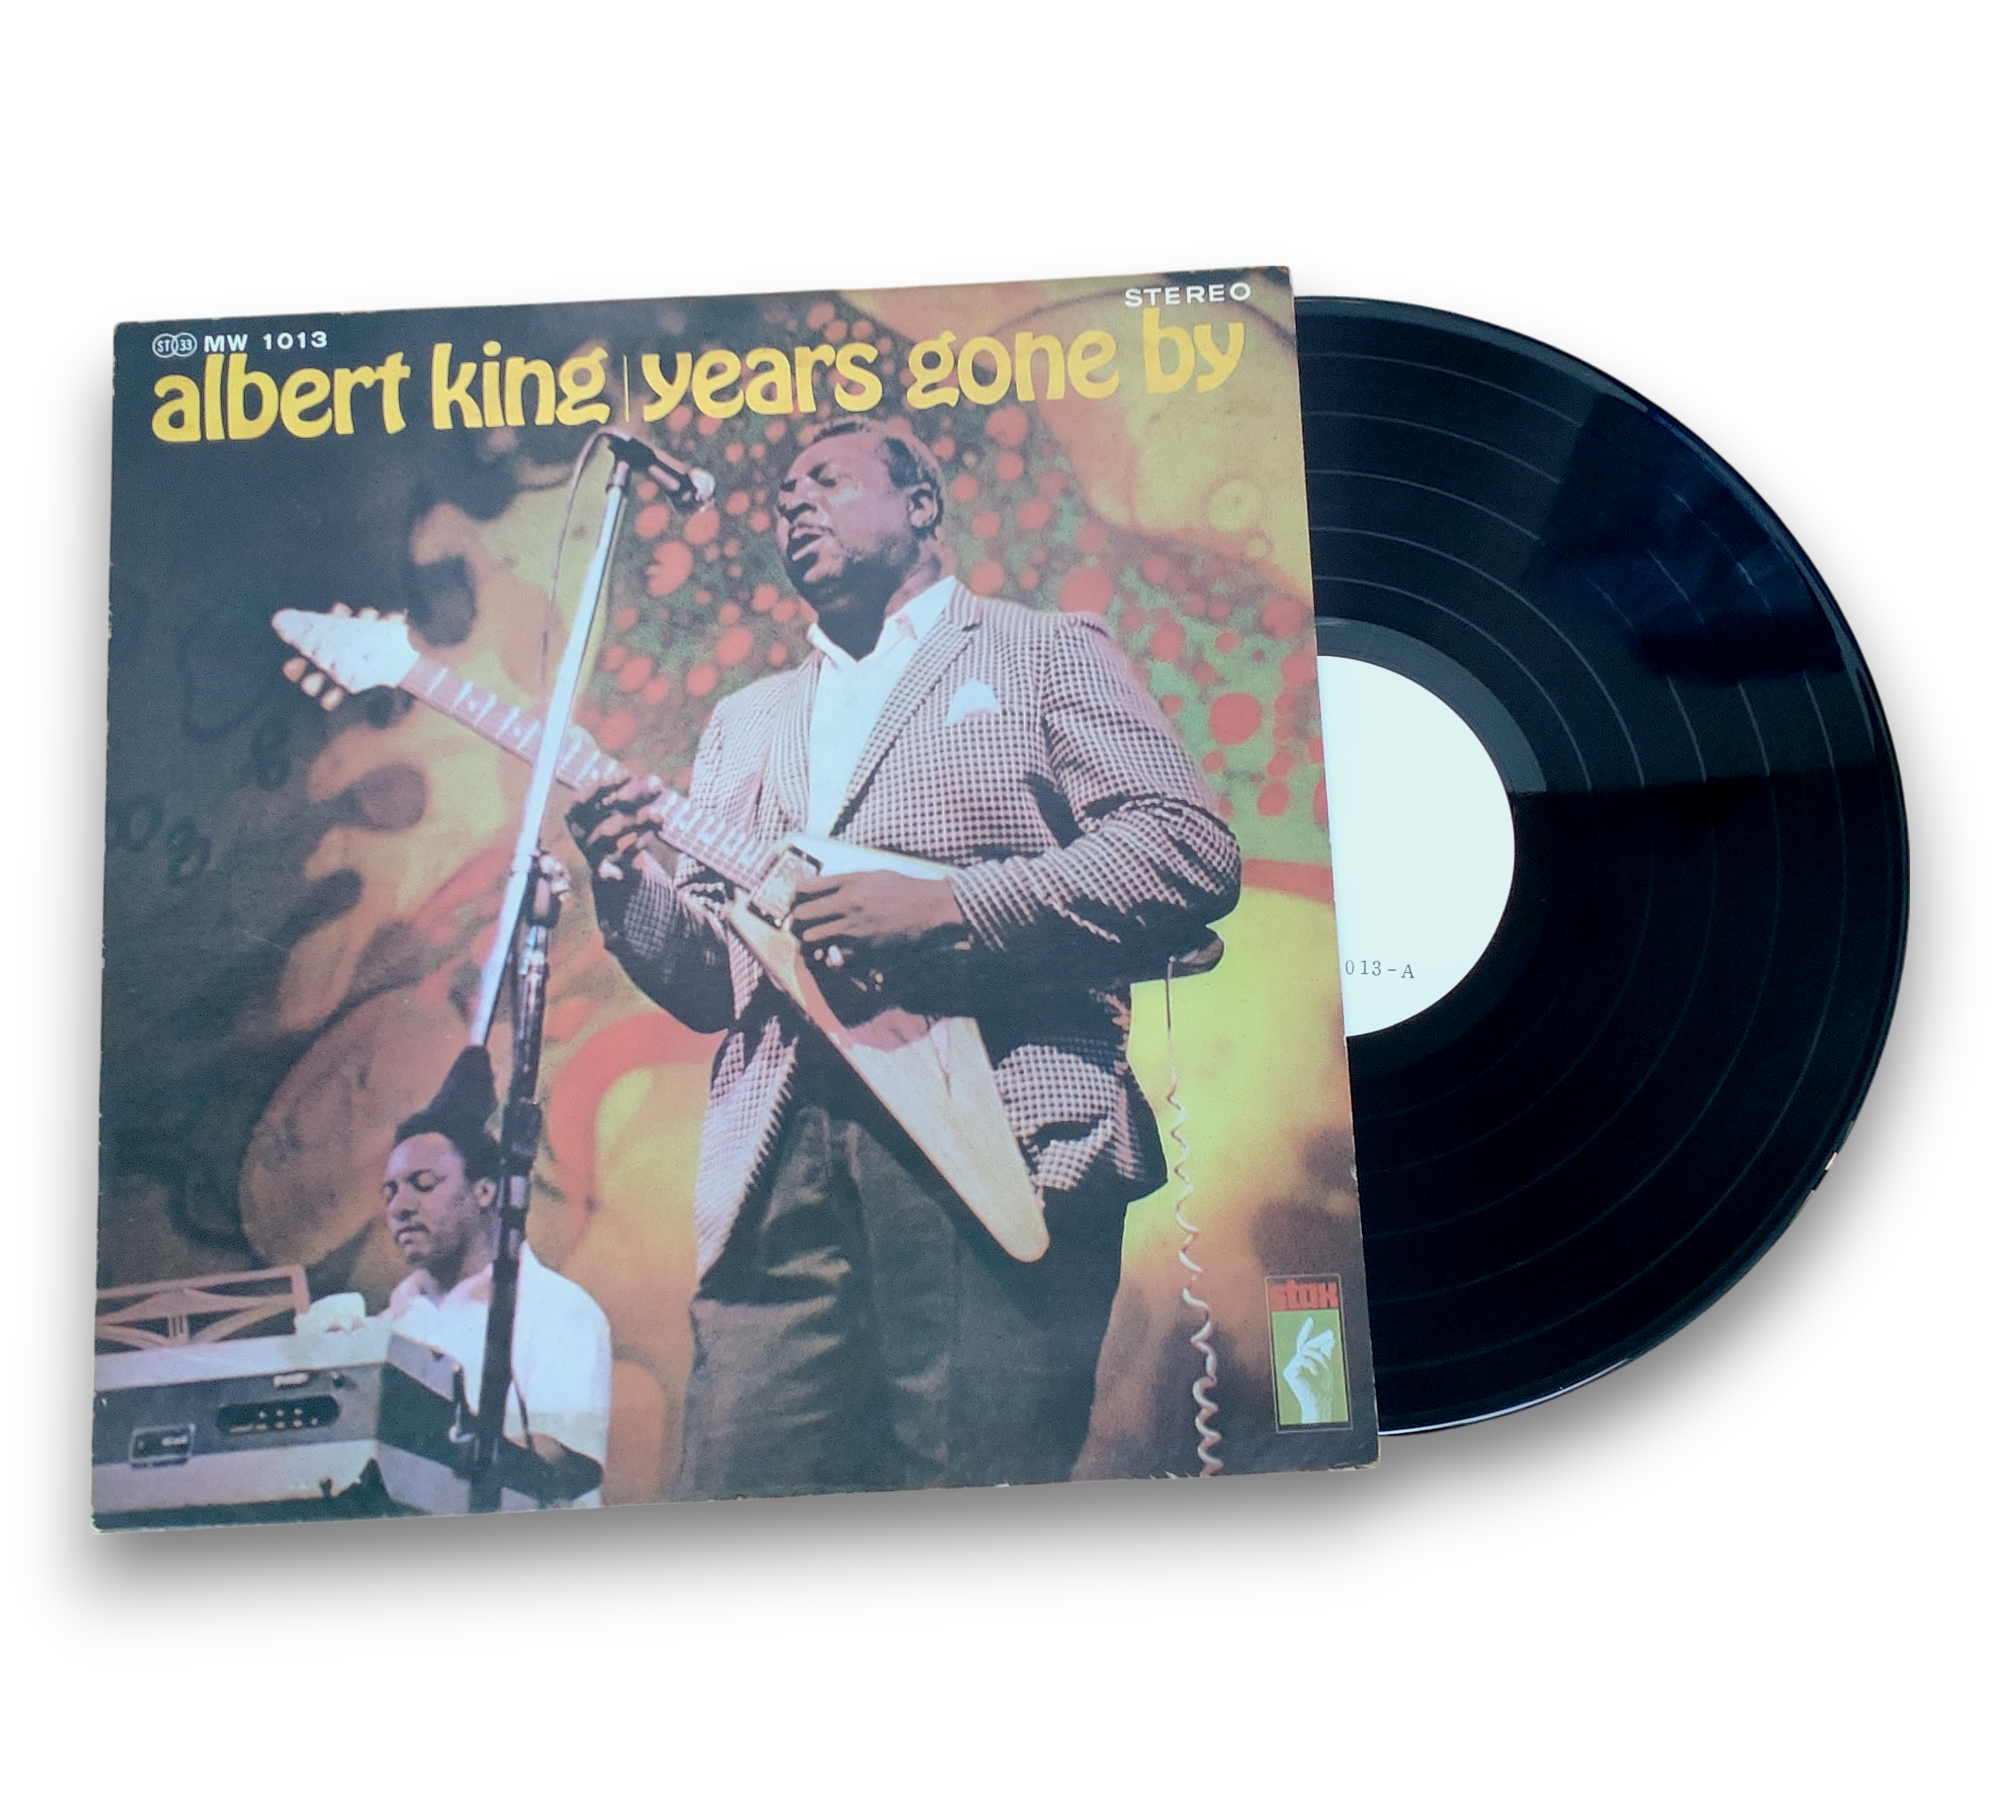 STEREO
ST 33 MW 1013
albert king | years gone by
013-A
stax